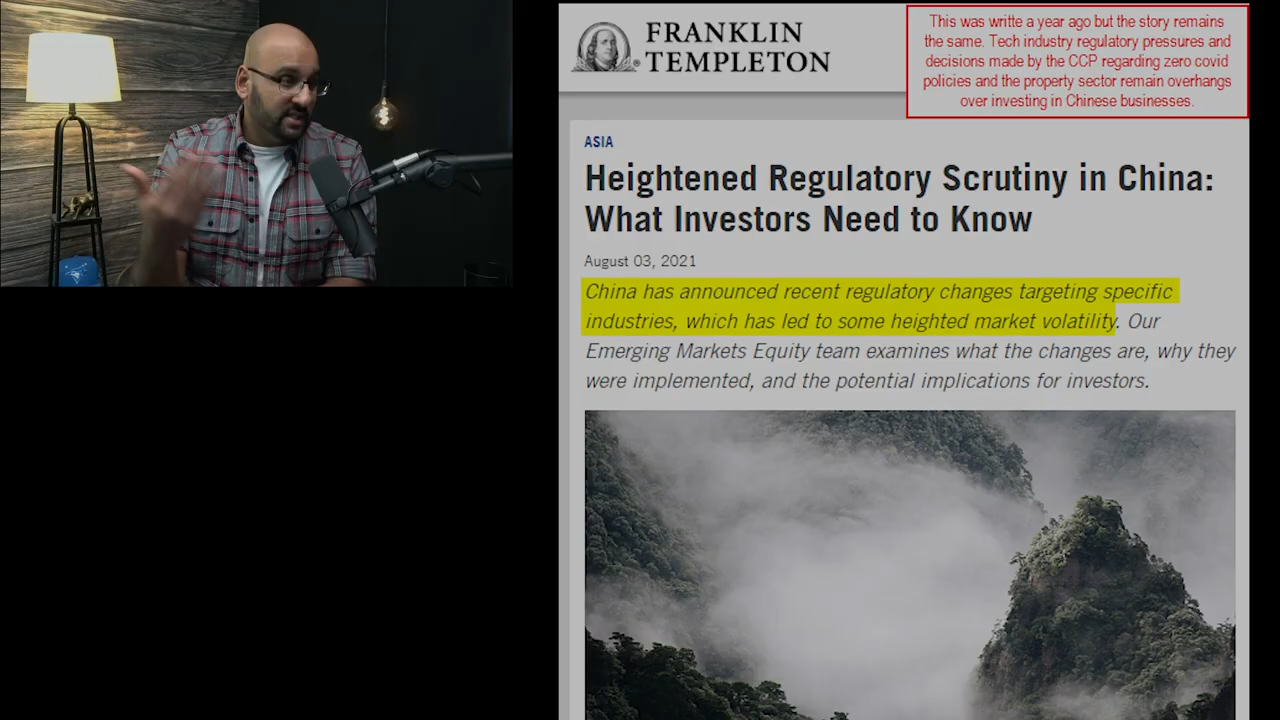 FRANKLIN
TEMPLETON
This was writte a year ago but the story remains
the same. Tech industry regulatory pressures and
decisions made by the CCP regarding zero covid
policies and the property sector remain overhangs
over investing in Chinese businesses.
ASIA
Heightened Regulatory Scrutiny in China:
What Investors Need to Know
August 03, 2021
China has announced recent regulatory changes targeting specific
industries, which has led to some heighted market volatility. Our
Emerging Markets Equity team examines what the changes are, why they
were implemented, and the potential implications for investors.